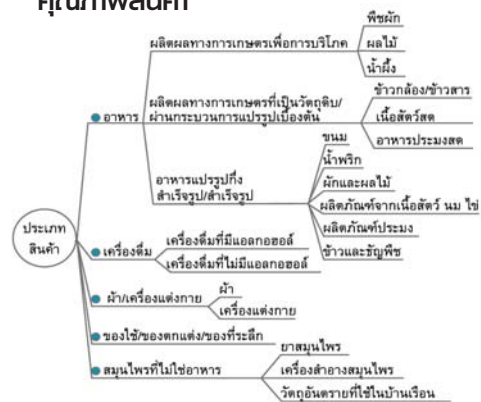 คุณภาพสินค้า
ประเภท
สินค้า
อาหาร
ผลิตผลทางการเกษตรเพื่อการบริโภค
พืชผัก
ผลไม้
น้ำผึ้ง
ผลิตผลทางการเกษตรที่เป็นวัตถุดิบ/
ผ่านกระบวนการแปรรูปเบื้องต้น
ข้าวกล้อง/ข้าวสาร
เนื้อสัตว์สด
อาหารประมงสด
อาหารแปรรูปกึ่ง
สำเร็จรูป/สำเร็จรูป
ขนม
น้ำพริก
ผักและผลไม้
ผลิตภัณฑ์จากเนื้อสัตว์ นม ไข่
ผลิตภัณฑ์ประมง
ข้าวและธัญพืช
เครื่องดื่ม
เครื่องดื่มที่มีแอลกอฮอล์
เครื่องดื่มที่ไม่มีแอลกอฮอล์
ผ้า/เครื่องแต่งกาย
ผ้า
เครื่องแต่งกาย
ของใช้/ของตกแต่ง/ของที่ระลึก
สมุนไพรที่ไม่ใช่อาหาร
ยาสมุนไพร
เครื่องสำอางสมุนไพร
วัตถุอันตรายที่ใช้ในบ้านเรือน